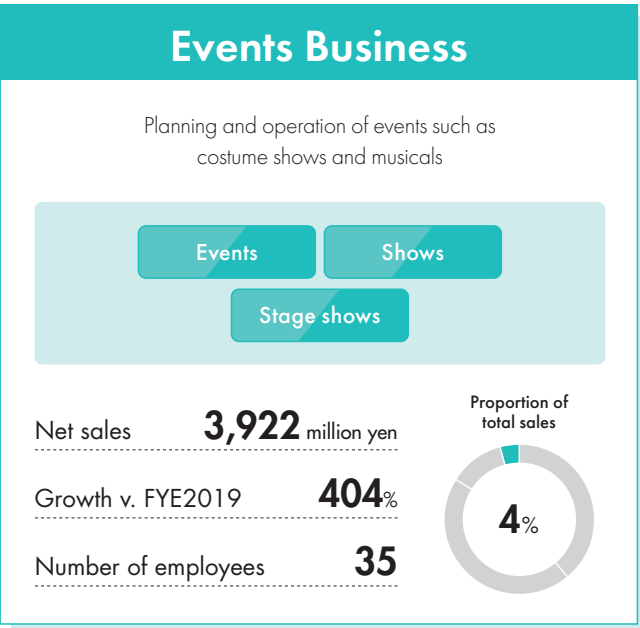 Events Business
Planning and operation of events such as
costume shows and musicals
Events
Shows
Stage shows
Net sales 3,922 million yen
Growth v. FYE2019 404%
Number of employees 35
Proportion of
total sales
4%